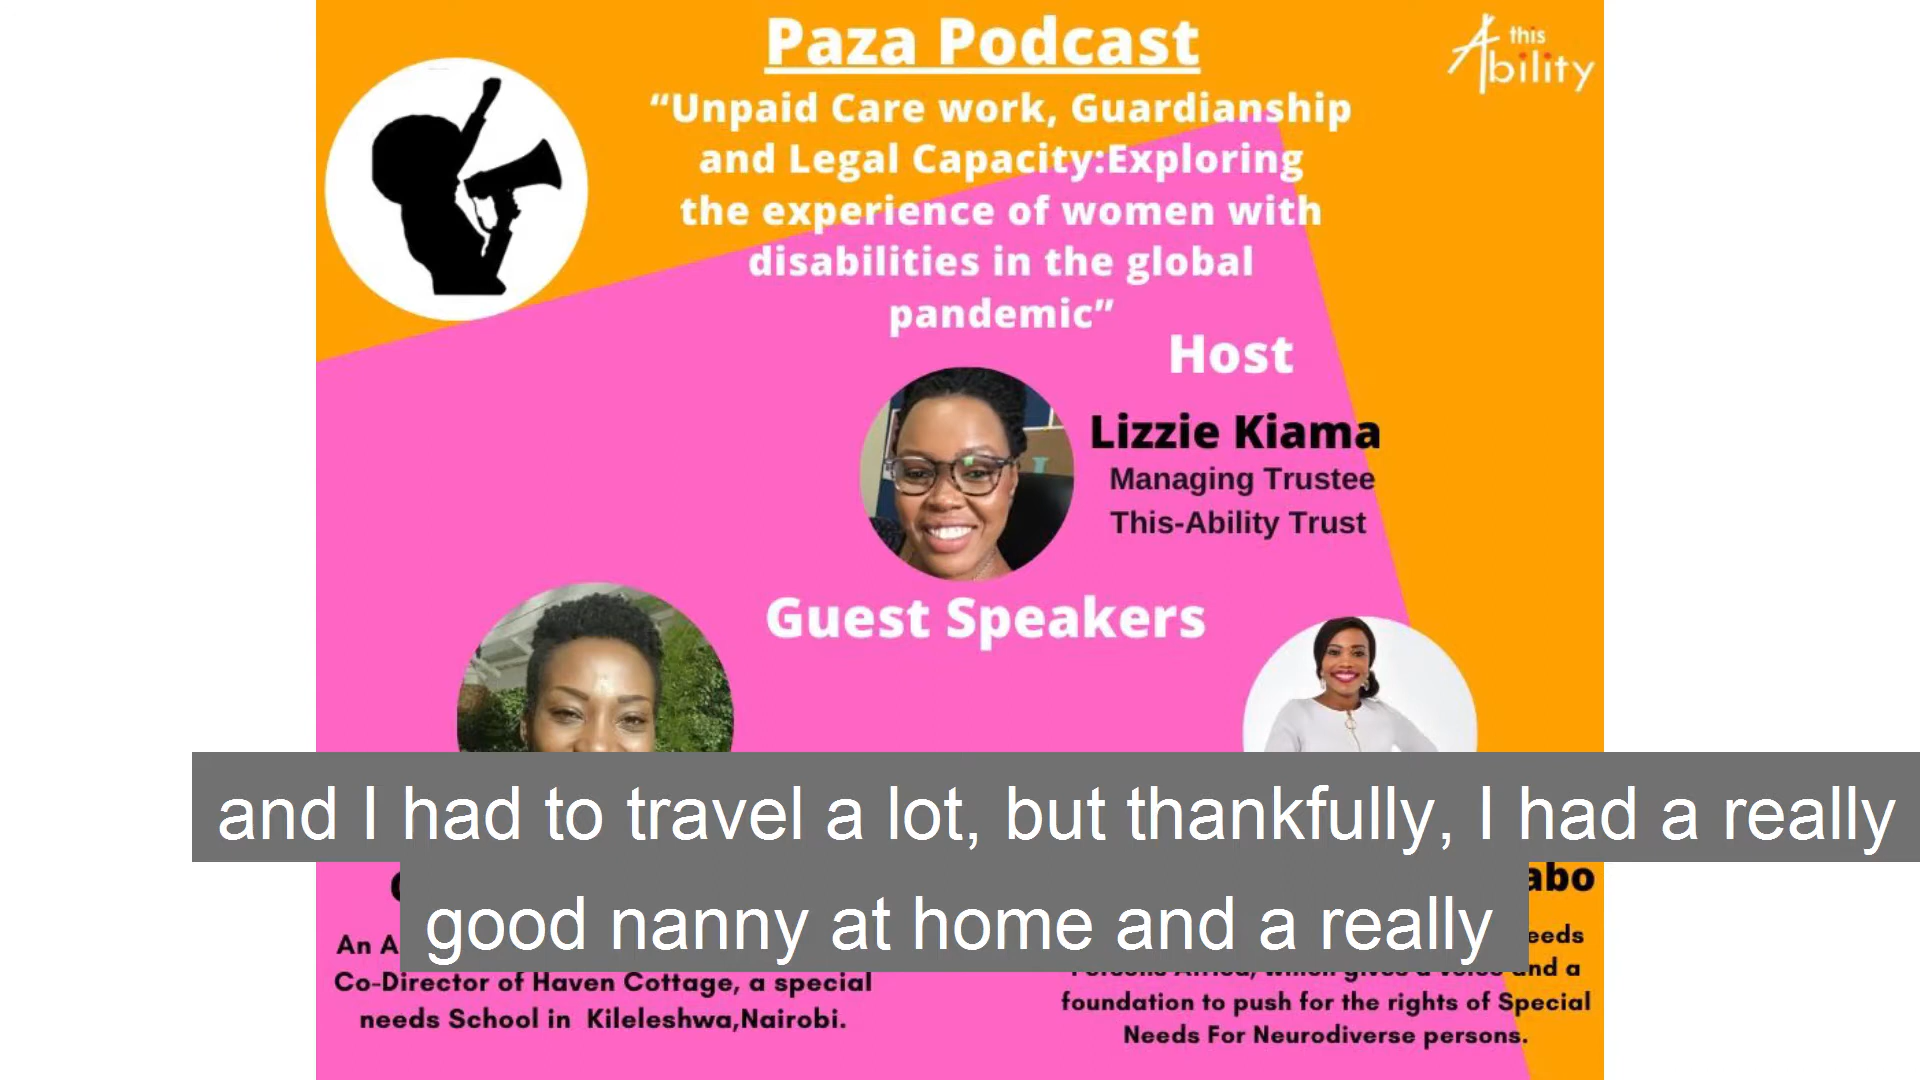 Paza Podcast
this
Ability
“Unpaid Care work, Guardianship
and Legal Capacity:Exploring
the experience of women with
disabilities in the global
pandemic”
Host
Lizzie Kiama
Managing Trustee
This-Ability Trust
Guest Speakers
and I had to travel a lot, but thankfully, I had a really
good nanny at home and a really
An A
Co-Director of Haven Cottage, a special
needs School in Kileleshwa,Nairobi.
abo
eeds
and a
foundation to push for the rights of Special
Needs For Neurodiverse persons.